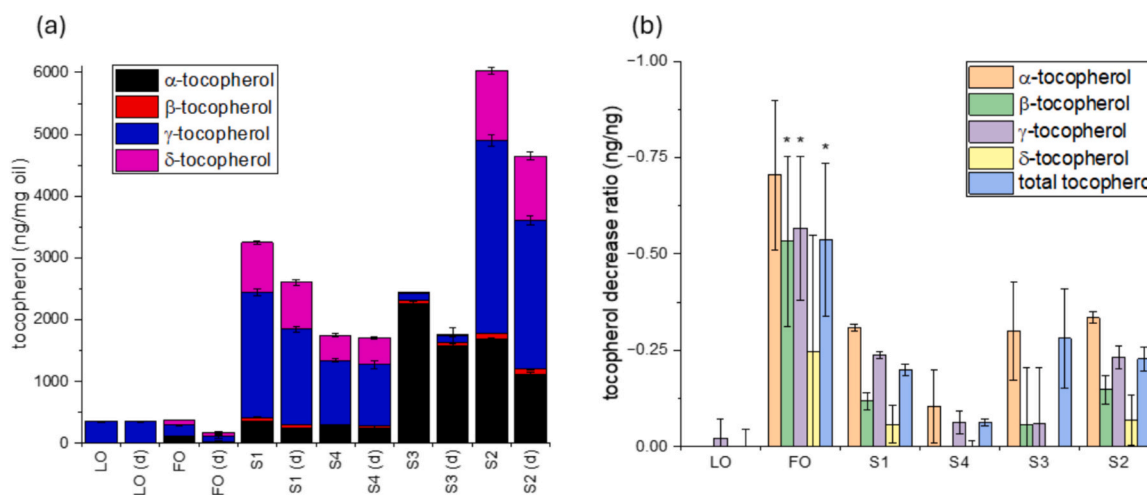 (a)
tocopherol (ng/mg oil)
6000
5000
4000
3000
2000
1000
0
α-tocopherol
β-tocopherol
γ-tocopherol
δ-tocopherol
LO
LO (d)
FO
FO (d)
S1
S1 (d)
S4
S4 (d)
S3
S3 (d)
S2
S2 (d)
(b)
tocopherol decrease ratio (ng/ng)
−1.00
−0.75
−0.50
−0.25
0.00
* * *
α-tocopherol
β-tocopherol
γ-tocopherol
δ-tocopherol
total tocophero
LO FO S1 S4 S3 S2